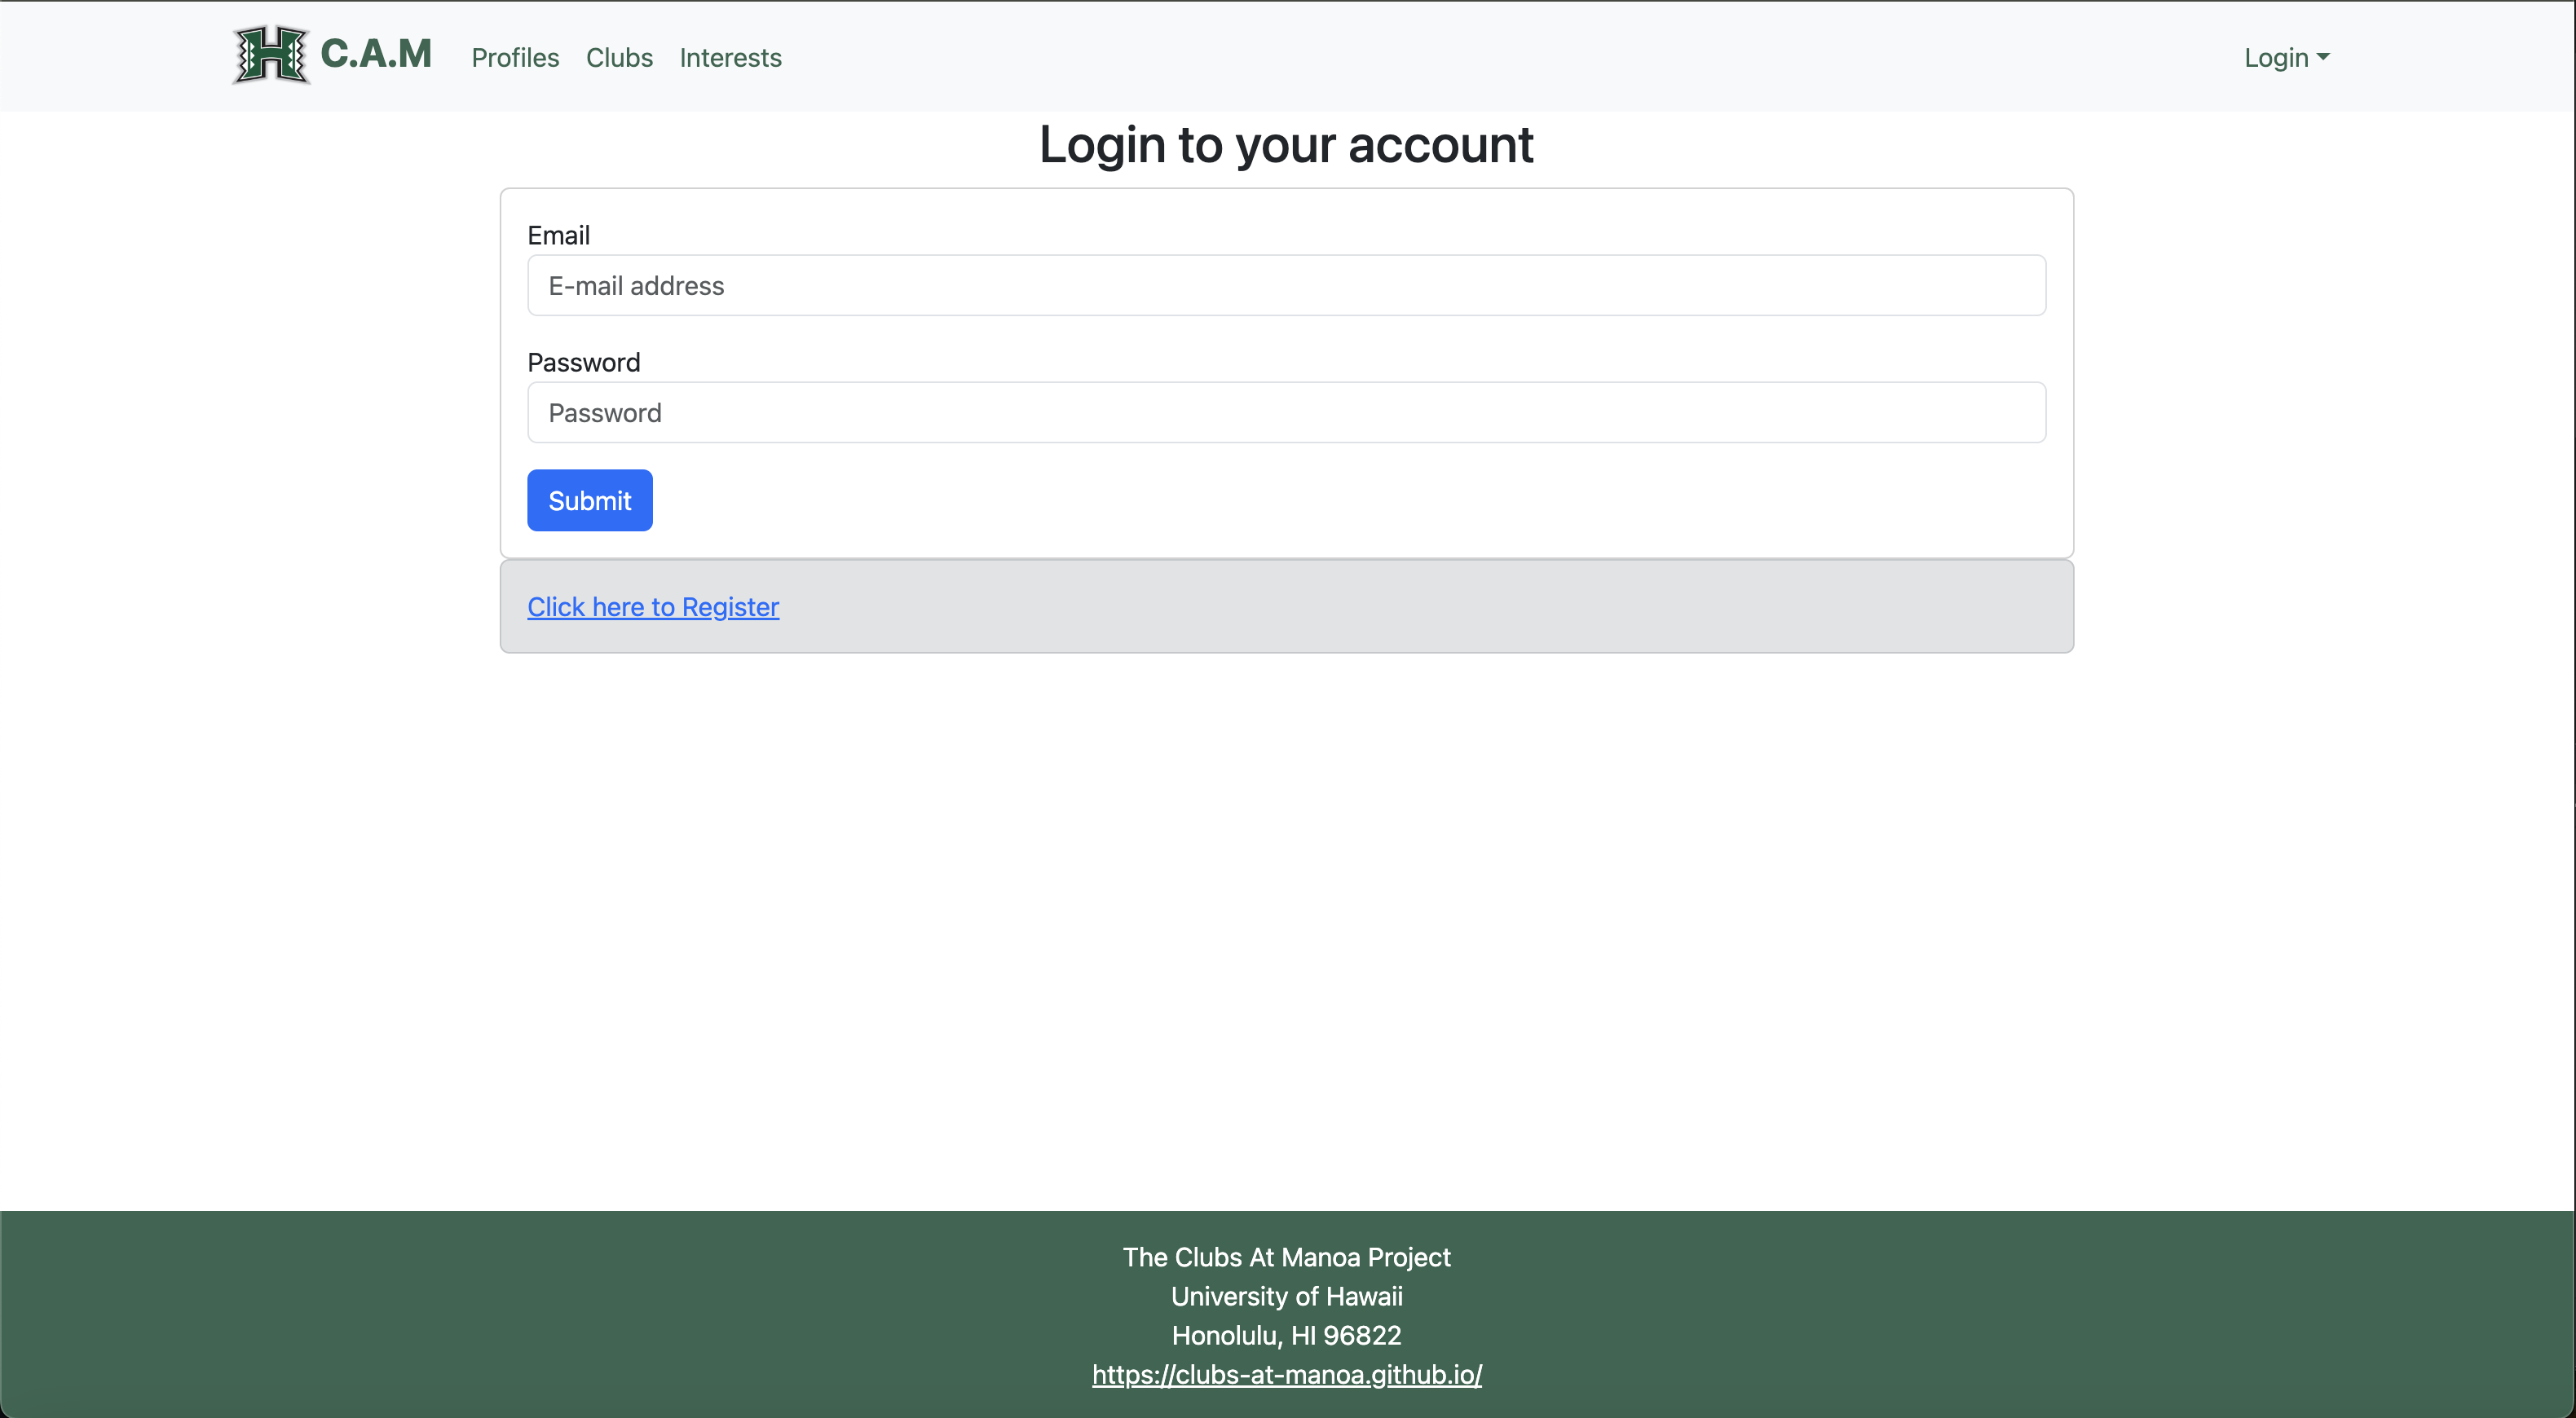 H C.A.M Profiles Clubs Interests Login
Login to your account
Email
E-mail address
Password
Password
Submit
Click here to Register
The Clubs At Manoa Project
University of Hawaii
Honolulu, HI 96822
https://clubs-at-manoa.github.io/